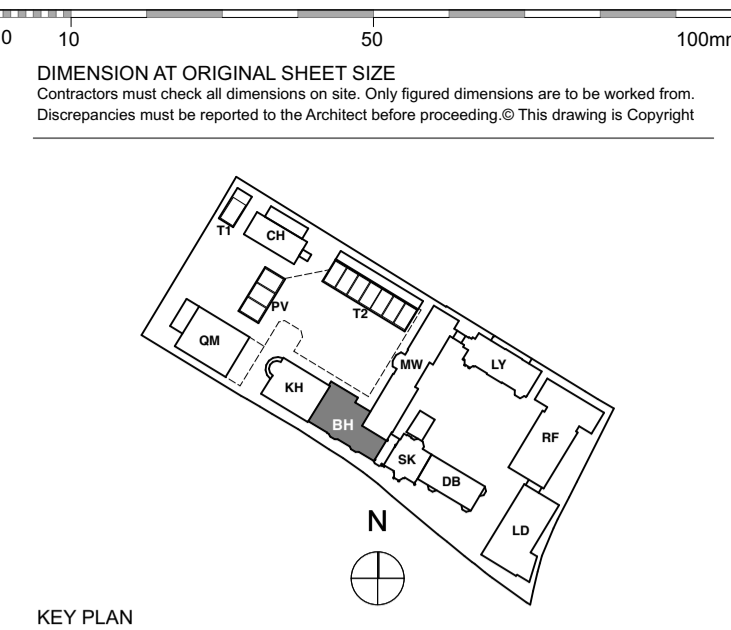 0 10 50 100mm
DIMENSION AT ORIGINAL SHEET SIZE
Contractors must check all dimensions on site. Only figured dimensions are to be worked from.
Discrepancies must be reported to the Architect before proceeding.© This drawing is Copyright
T1
CH
PV
T2
QM
MW
LY
KH
BH
RF
SK
DB
LD
N
KEY PLAN